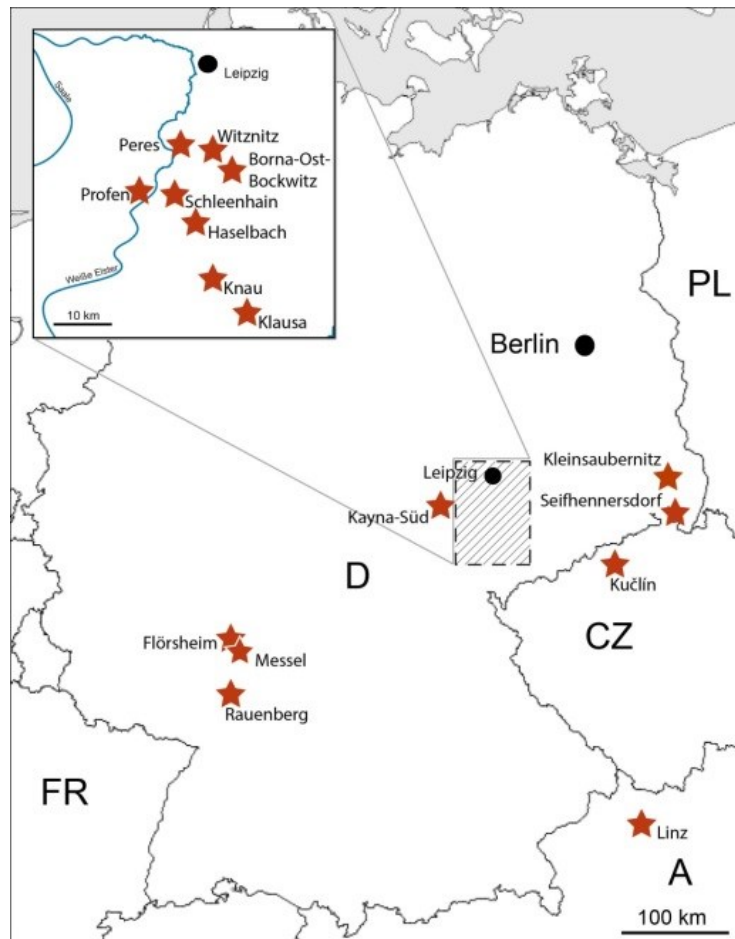 Leipzig
Saale
Peres
Witznitz
Borna-Ost-
Bockwitz
Profen
Schleenhain
Haselbach
Weiße Elster
Knau
Klausa
10 km
PL
Berlin
Kleinsaubernitz
Leipzig
Seifhennersdorf
Kayna-Süd
D
Kučlín
CZ
Flörsheim
Messel
Rauenberg
FR
Linz
A
100 km